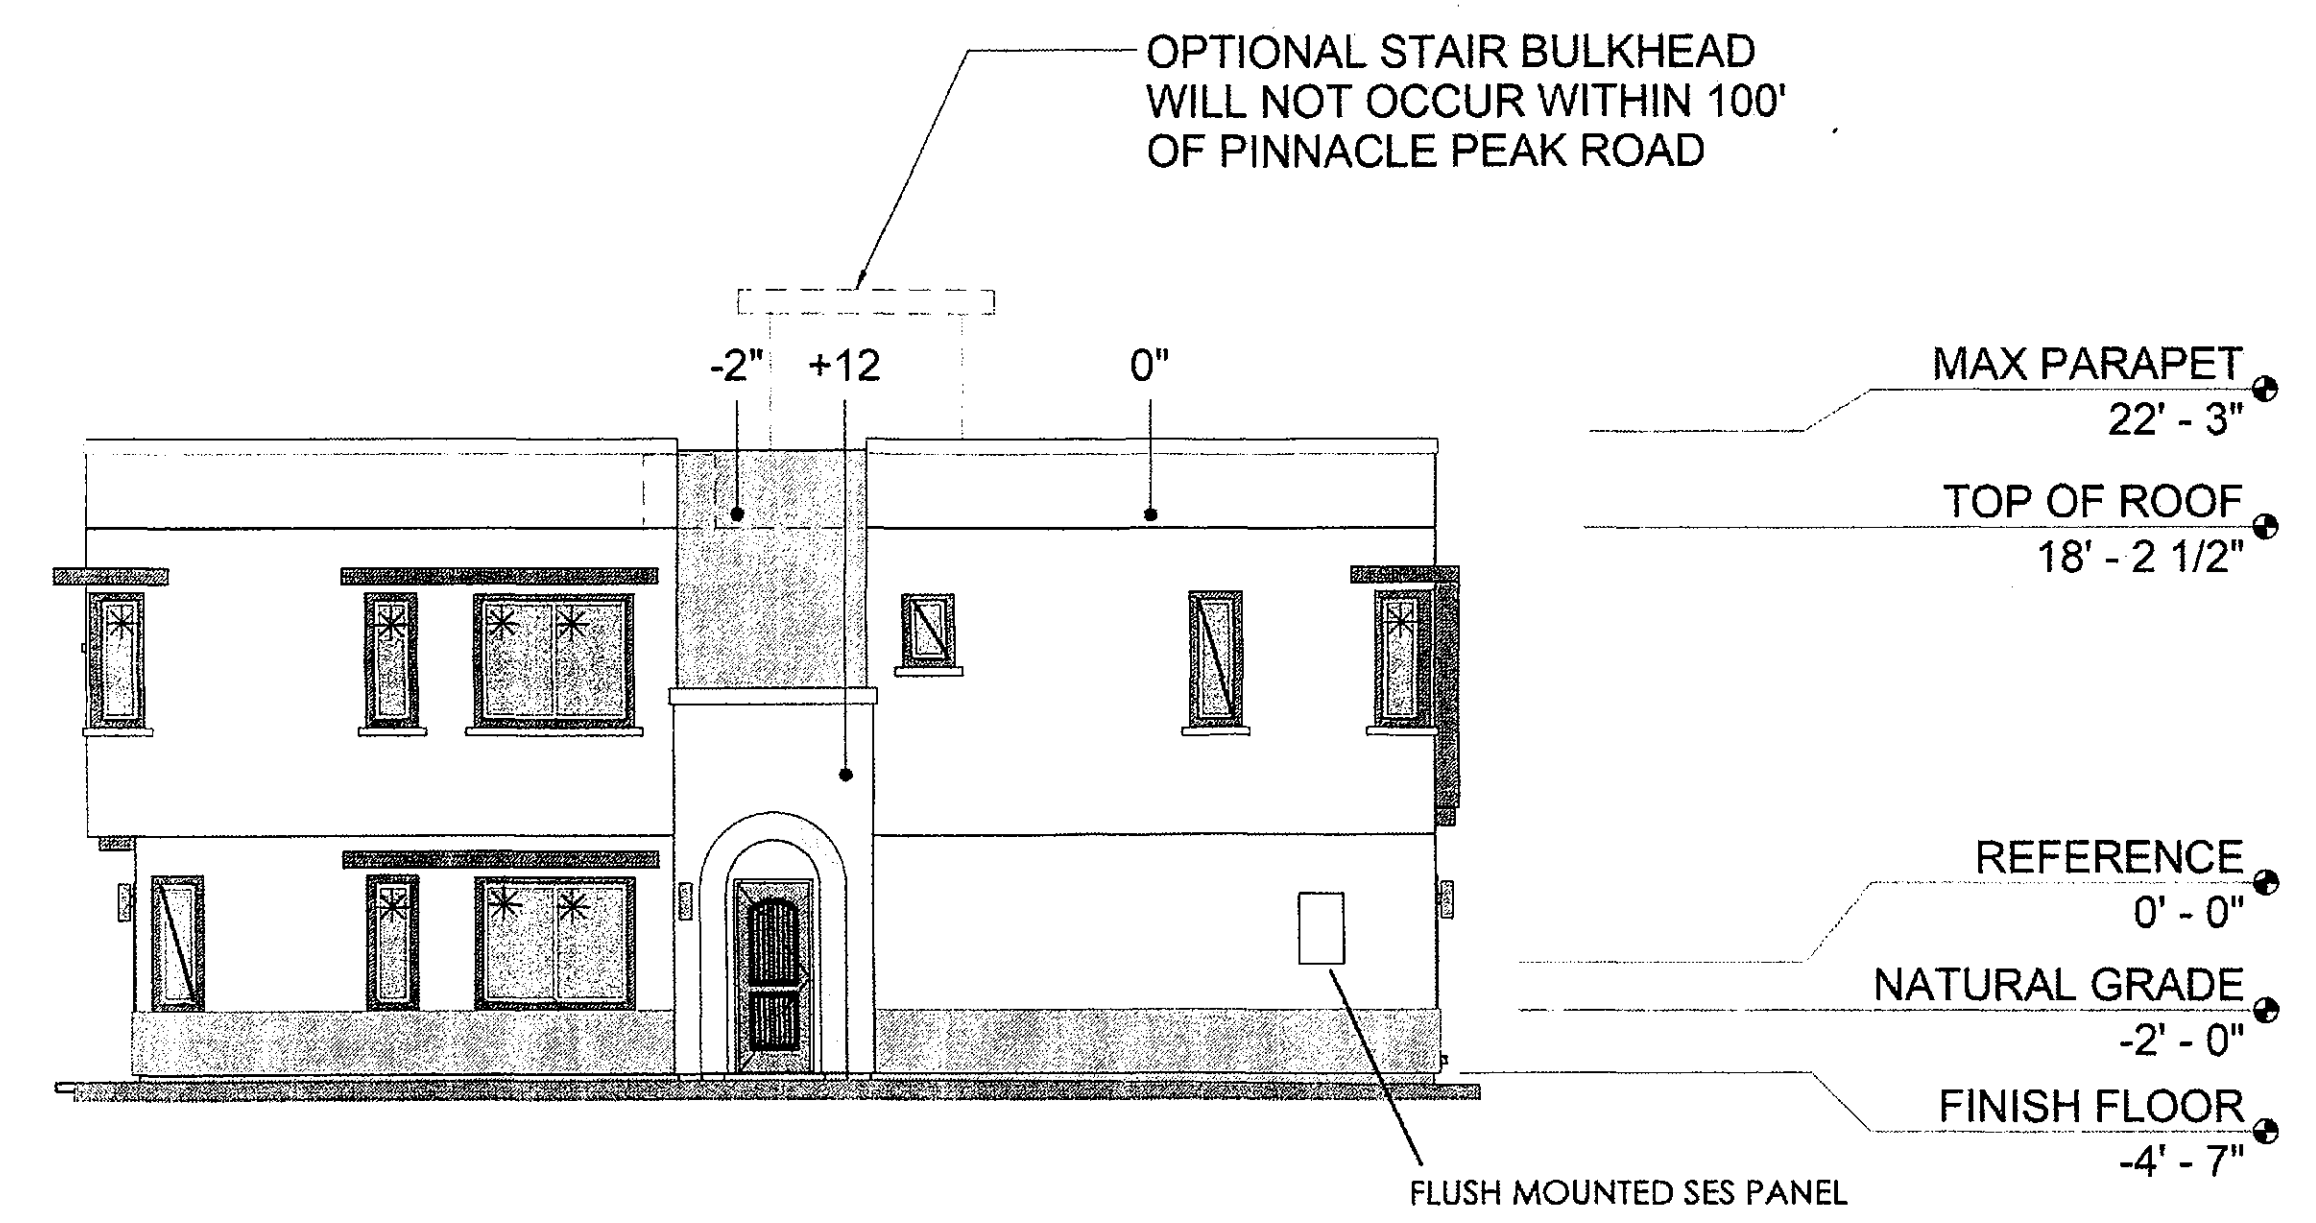 OPTIONAL STAIR BULKHEAD
WILL NOT OCCUR WITHIN 100'
OF PINNACLE PEAK ROAD
-2" +12 0"
MAX PARAPET
22' - 3"
TOP OF ROOF
18' - 2 1/2"
REFERENCE
0' - 0"
NATURAL GRADE
-2' - 0"
FINISH FLOOR
-4' - 7"
FLUSH MOUNTED SES PANEL